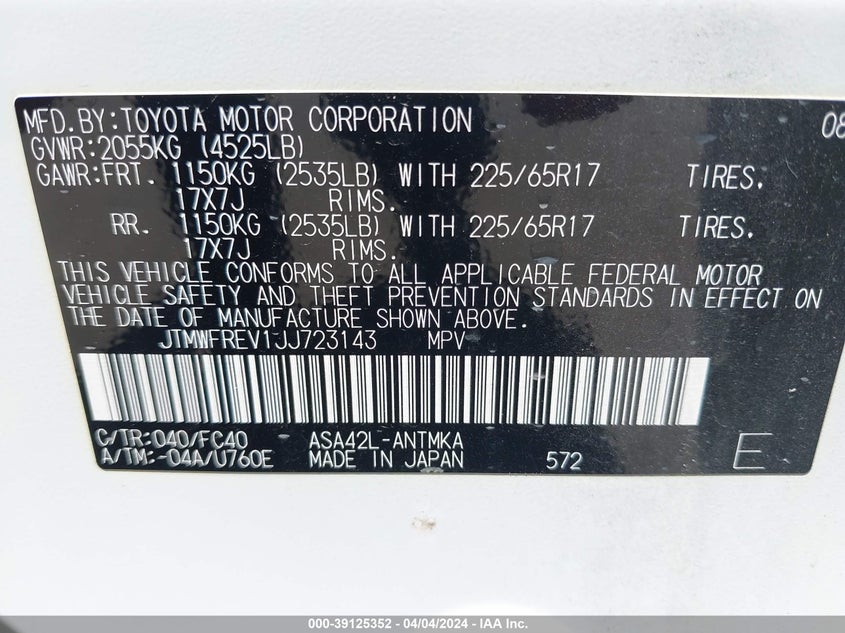 MFD.BY:TOYOTA MOTOR CORPORATION 08
GVWR:2055KG (4525LB)
GAWR:FRT. 1150KG (2535LB) WITH 225/65R17 TIRES.
17X7J RIMS.
RR. 1150KG (2535LB) WITH 225/65R17 TIRES.
17X7J RIMS.
THIS VEHICLE CONFORMS TO ALL APPLICABLE FEDERAL MOTOR
VEHICLE SAFETY AND THEFT PREVENTION STANDARDS IN EFFECT ON
THE DATE OF MANUFACTURE SHOWN ABOVE.
JTMWFREV1JJ723143 MPV
C/TR:040/FC40 ASA42L-ANTMKA
A/TM:-04A/U760E MADE IN JAPAN 572 E
000-39125352 / 04/04/2024 - IAA Inc.